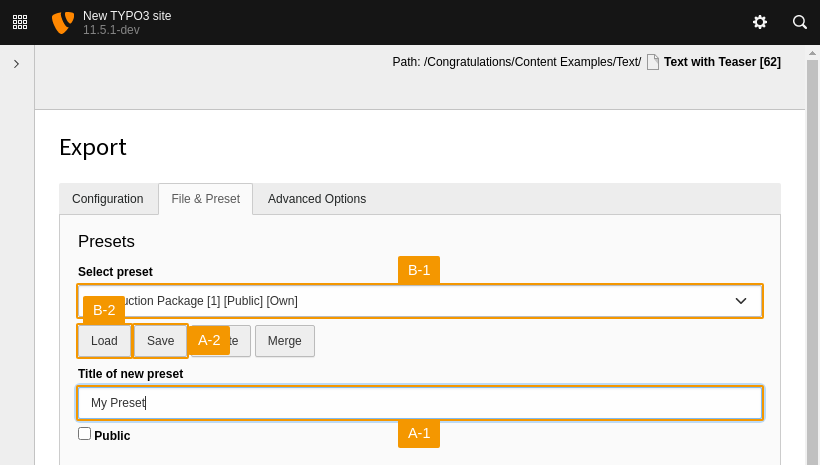 New TYPO3 site
11.5.1-dev
Path: /Congratulations/Content Examples/Text/ Text with Teaser [62]
Export
Configuration
File & Preset
Advanced Options
Presets
Select preset
B-1
uction Package [1] [Public] [Own]
B-2
Load
Save
A-2
te
Merge
Title of new preset
My Preset
Public
A-1